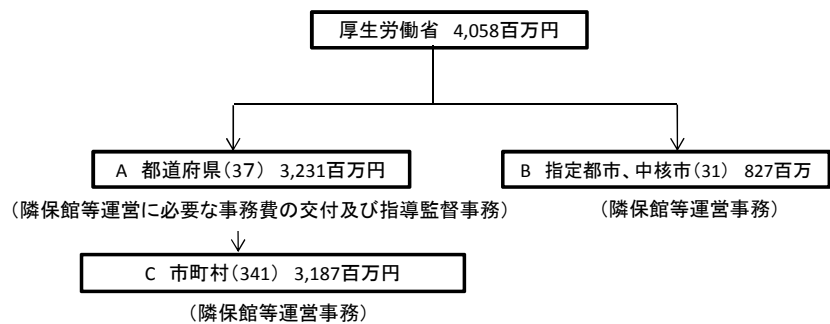 厚生労働省 4,058百万円
A 都道府県(37) 3,231百万円
B 指定都市、中核市(31) 827百万
(隣保館等運営に必要な事務費の交付及び指導監督事務)
(隣保館等運営事務)
C 市町村(341) 3,187百万円
(隣保館等運営事務)